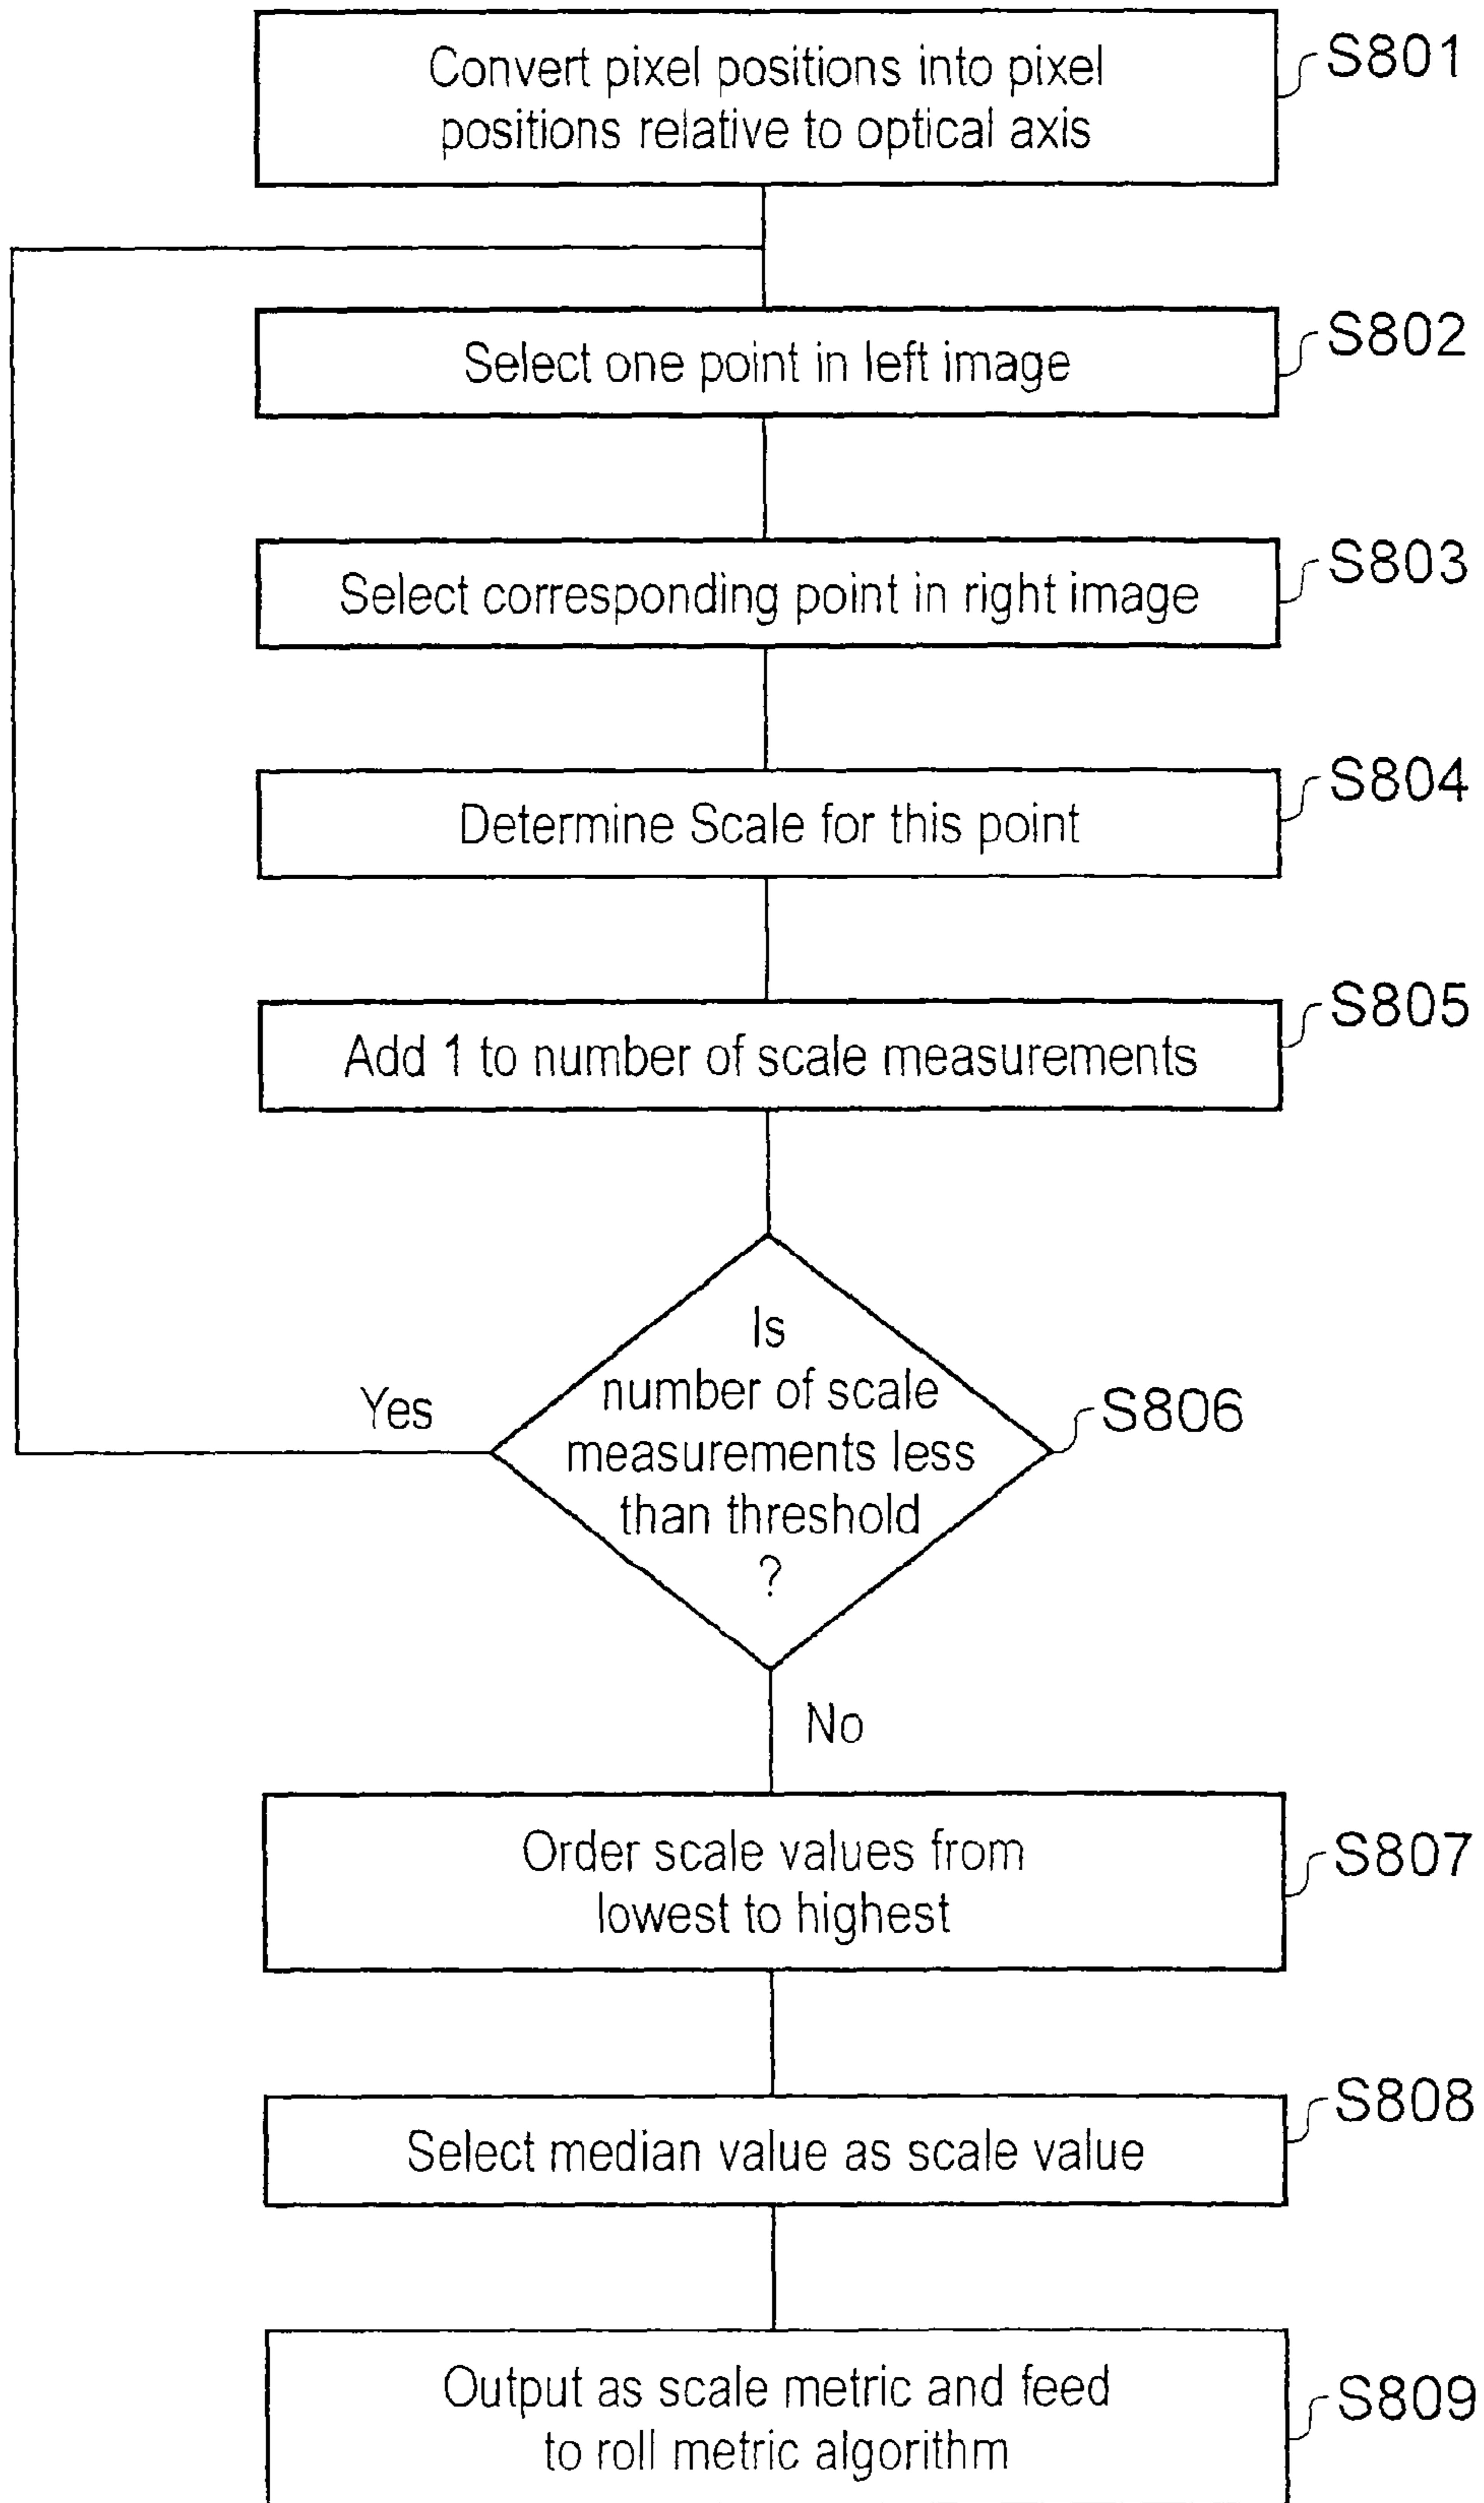 Convert pixel positions into pixel
positions relative to optical axis
S801
Select one point in left image
S802
Select corresponding point in right image
S803
Determine Scale for this point
S804
Add 1 to number of scale measurements
S805
Is
number of scale
measurements less
than threshold
?
S806
Yes
No
Order scale values from
lowest to highest
S807
Select median value as scale value
S808
Output as scale metric and feed
to roll metric algorithm
S809